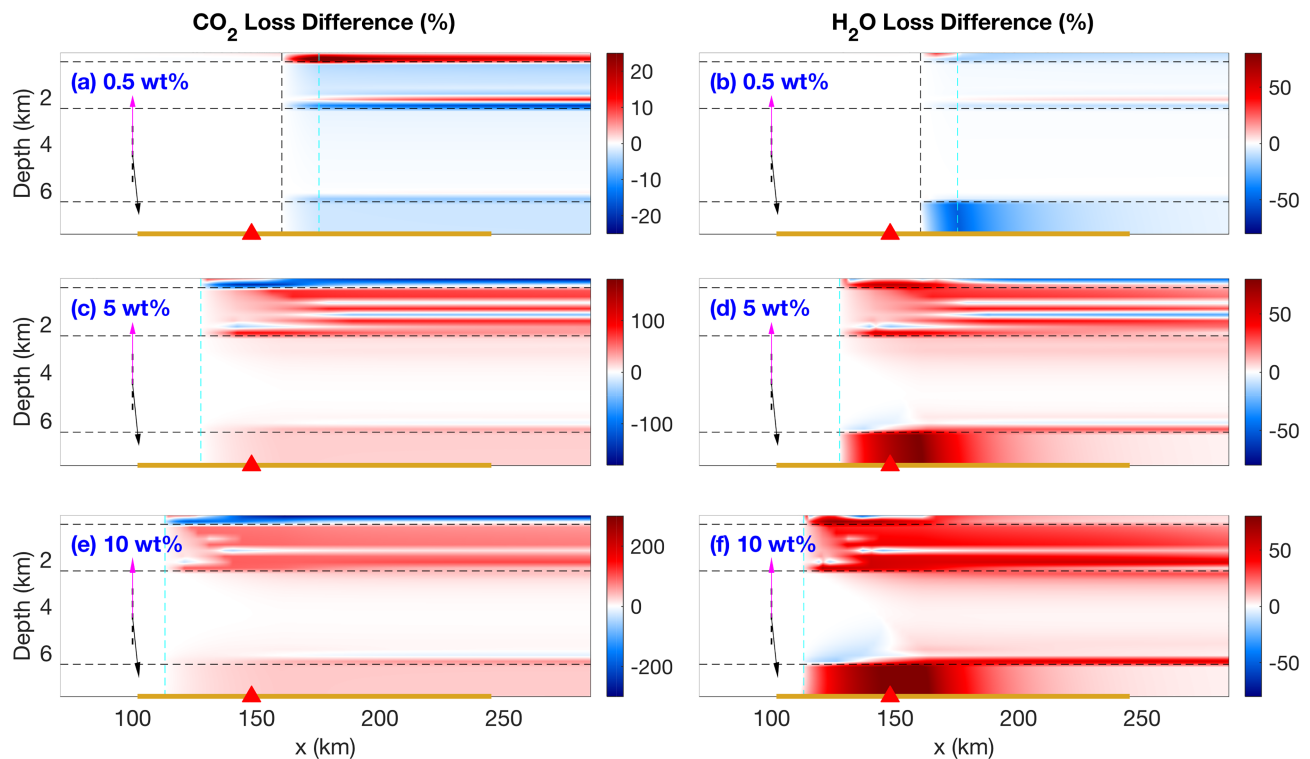 CO2 Loss Difference (%)
H2O Loss Difference (%)
(a) 0.5 wt%
Depth (km)
2
4
6
20
10
0
-10
-20
(b) 0.5 wt%
50
0
-50
(c) 5 wt%
Depth (km)
2
4
6
100
0
-100
(d) 5 wt%
50
0
-50
(e) 10 wt%
Depth (km)
2
4
6
200
0
-200
(f) 10 wt%
50
0
-50
100 150 200 250
x (km)
100 150 200 250
x (km)